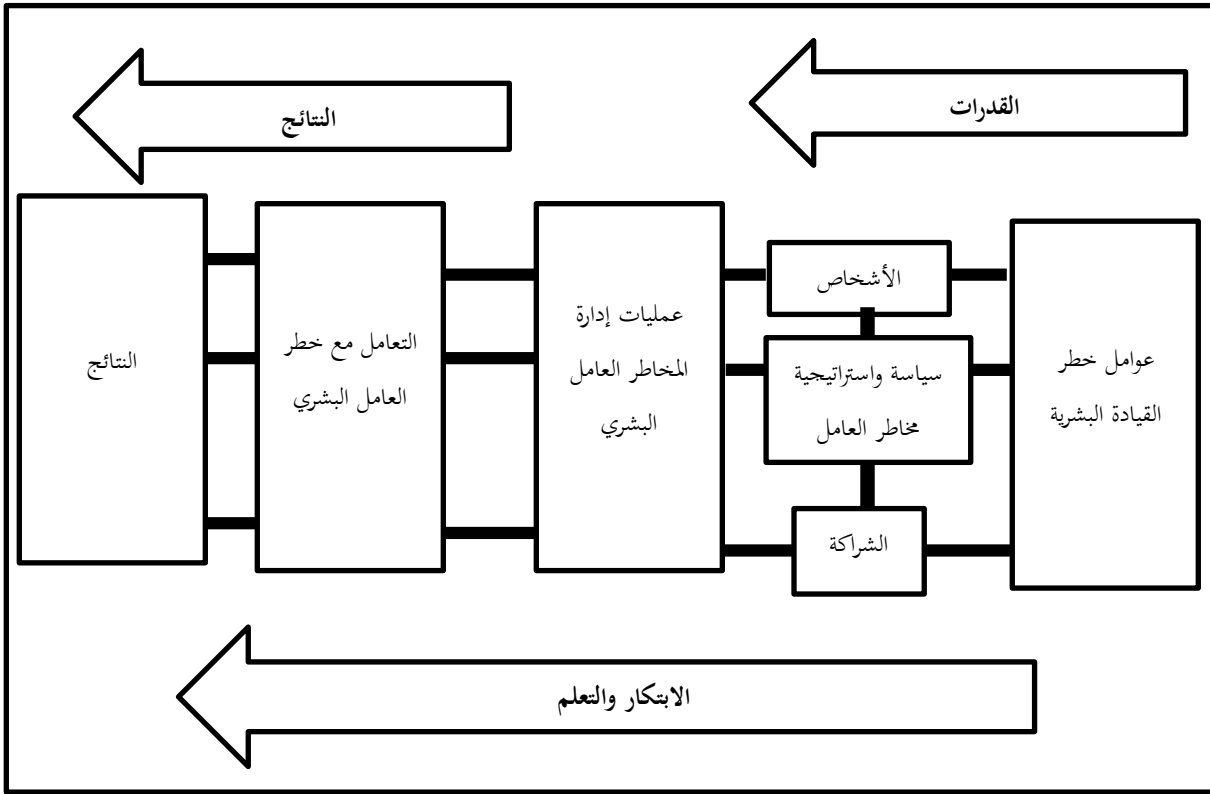 القدرات
النتائج
عوامل خطر
القيادة البشرية
الأشخاص
سياسة واستراتيجية
مخاطر العامل
الشراكة
عمليات إدارة
المخاطر العامل
البشري
التعامل مع خطر
العامل البشري
النتائج
الابتكار والتعلم